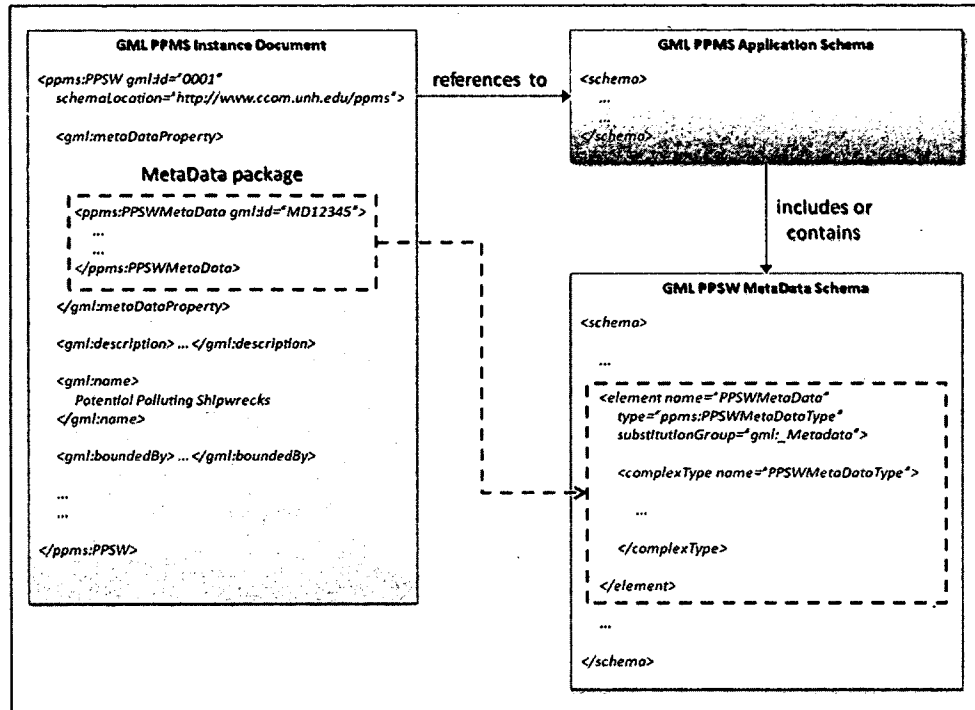 GML PPMS Instance Document
<ppms:PPSW gml:id="0001"
schemaLocation="http://www.ccom.unh.edu/ppms">
<gml:metaDataProperty>
MetaData package
<ppms:PPSWMetaData gml:id="MD12345">
...
...
</ppms:PPSWMetaData>
</gml:metaDataProperty>
<gml:description> ... </gml:description>
<gml:name>
Potential Polluting Shipwrecks
</gml:name>
<gml:boundedBy> ... </gml:boundedBy>
...
...
</ppms:PPSW>
references to
GML PPMS Application Schema
<schema>
...
...
</schema>
includes or
contains
GML PPSW MetaData Schema
<schema>
...
<element name="PPSWMetaData"
type="ppms:PPSWMetaDataType"
substitutionGroup="gml:_Metadata">
<complexType name="PPSWMetaDataType">
...
</complexType>
</element>
...
</schema>